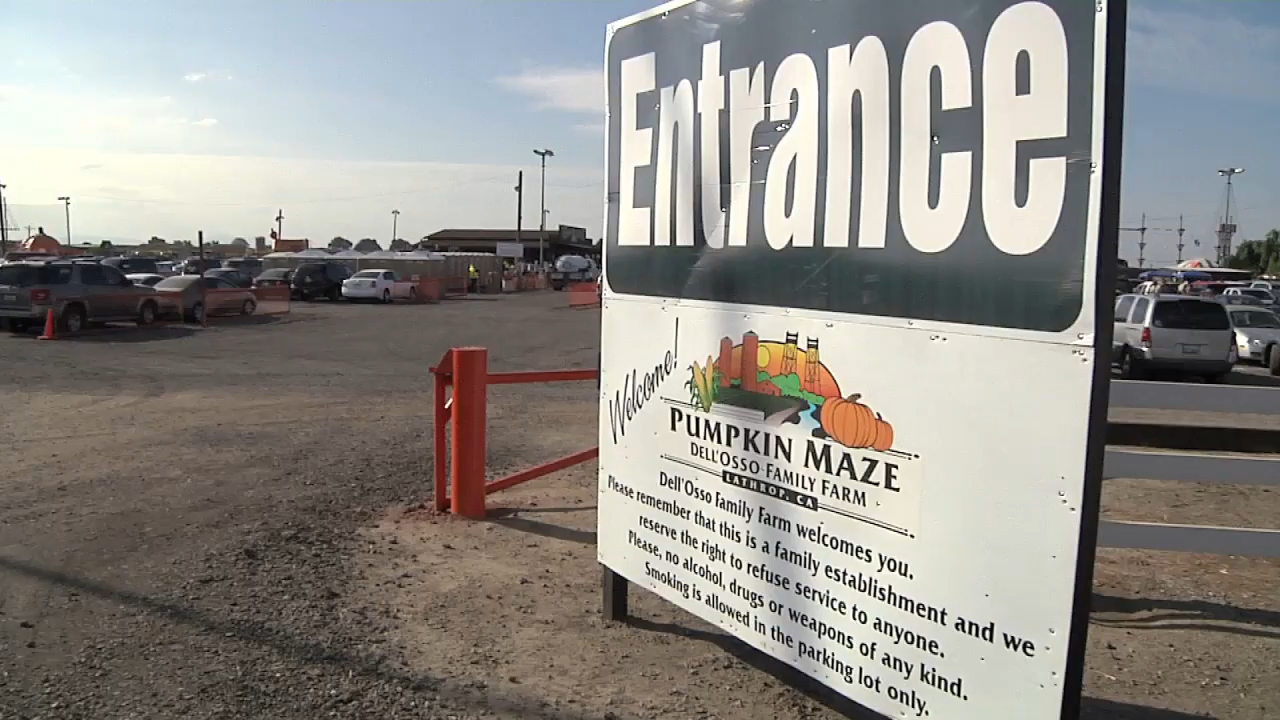 Entrance
Welcome!
PUMPKIN MAZE
DELL'OSSO FAMILY FARM
LATHROP, CA
Dell'Osso Family Farm welcomes you.
Please remember that this is a family establishment and we
reserve the right to refuse service to anyone.
Please, no alcohol, drugs or weapons of any kind.
Smoking is allowed in the parking lot only.